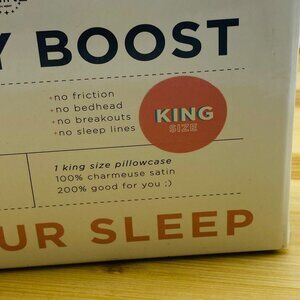 Y BOOST
+no friction
+no bedhead
+no breakouts
+no sleep lines
KING
SIZE
1 king size pillowcase
100% charmeuse satin
200% good for you ;)
UR SLEEP